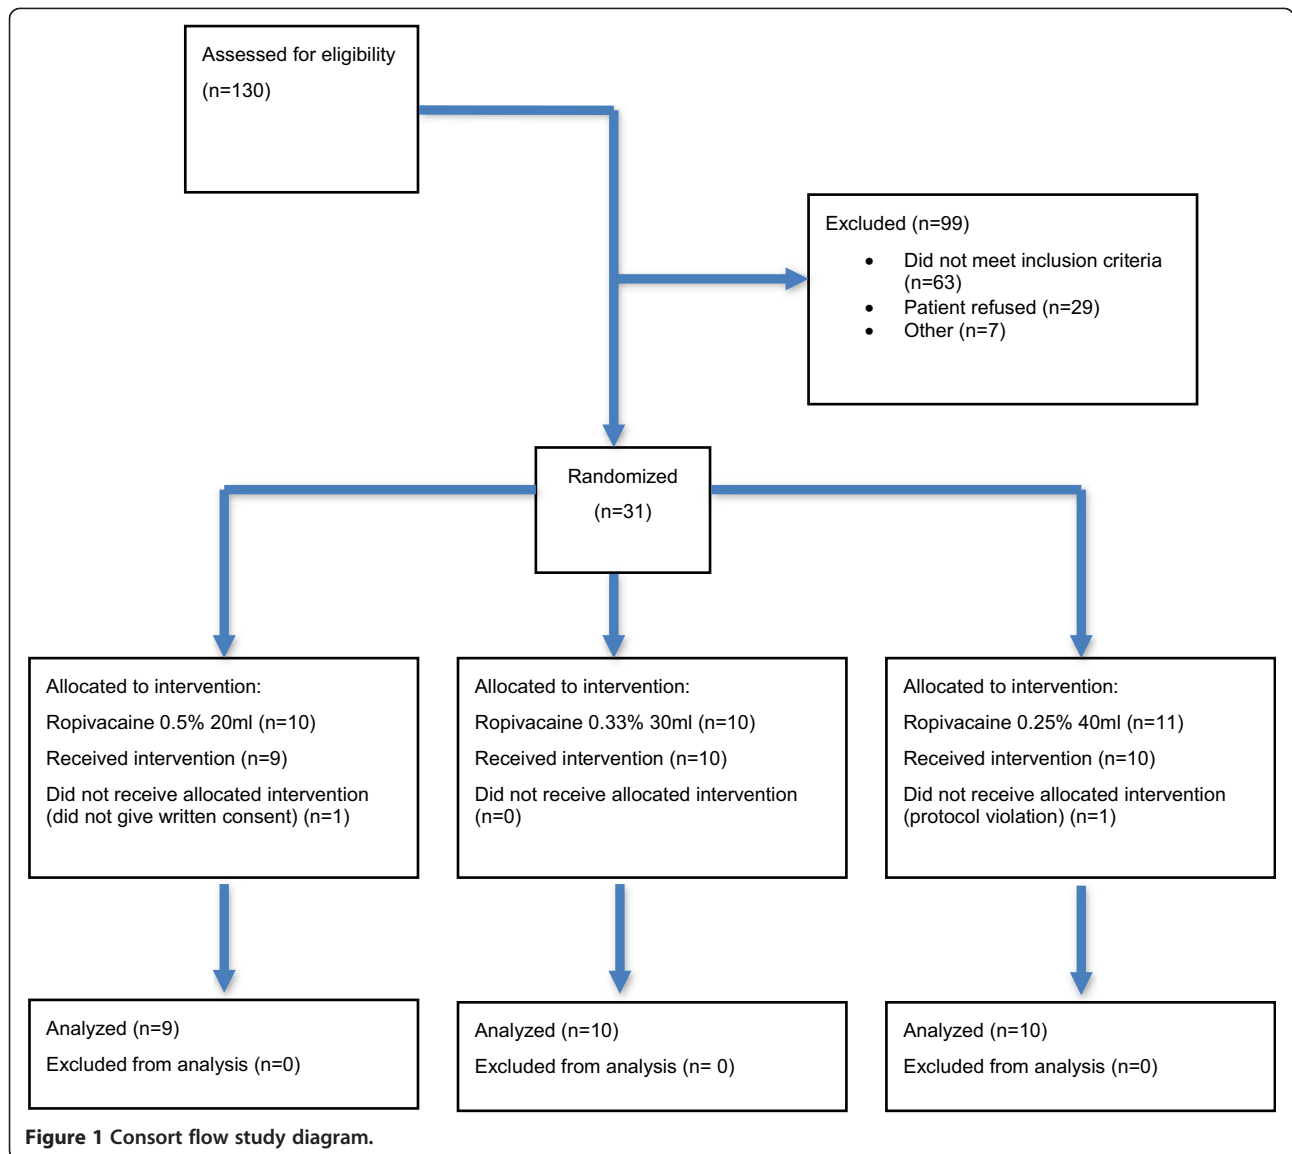 Assessed for eligibility
(n=130)
Excluded (n=99)
• Did not meet inclusion criteria
(n=63)
• Patient refused (n=29)
• Other (n=7)
Randomized
(n=31)
Allocated to intervention:
Ropivacaine 0.5% 20ml (n=10)
Received intervention (n=9)
Did not receive allocated intervention
(did not give written consent) (n=1)
Allocated to intervention:
Ropivacaine 0.33% 30ml (n=10)
Received intervention (n=10)
Did not receive allocated intervention
(n=0)
Allocated to intervention:
Ropivacaine 0.25% 40ml (n=11)
Received intervention (n=10)
Did not receive allocated intervention
(protocol violation) (n=1)
Analyzed (n=9)
Excluded from analysis (n=0)
Analyzed (n=10)
Excluded from analysis (n= 0)
Analyzed (n=10)
Excluded from analysis (n=0)
Figure 1 Consort flow study diagram.